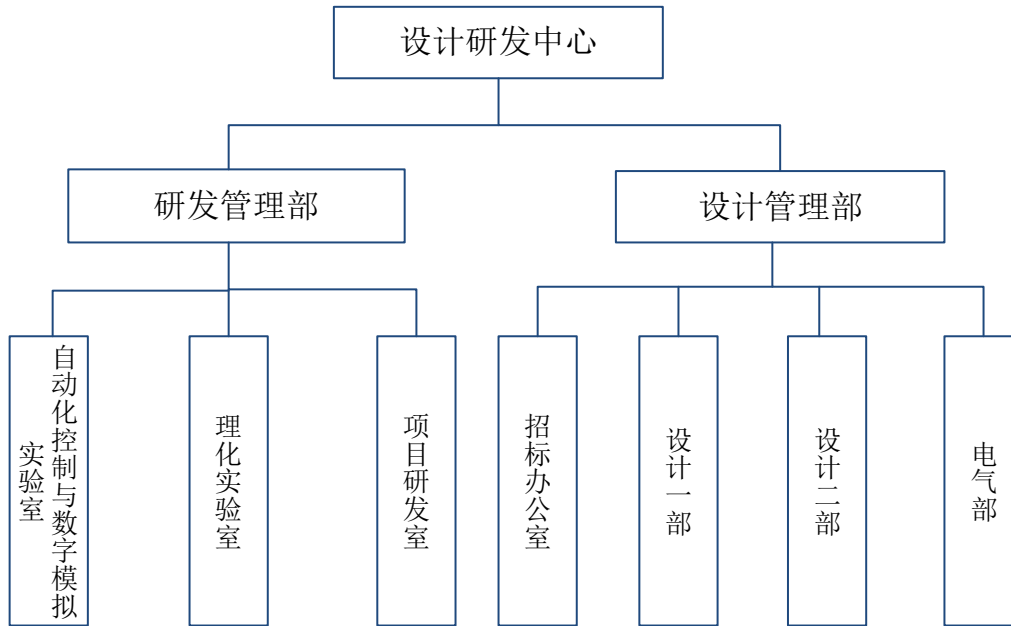 设计研发中心
研发管理部
设计管理部
自动化控制与数字模拟
实验室
理化实验室
项目研发室
招标办公室
设计一部
设计二部
电气部